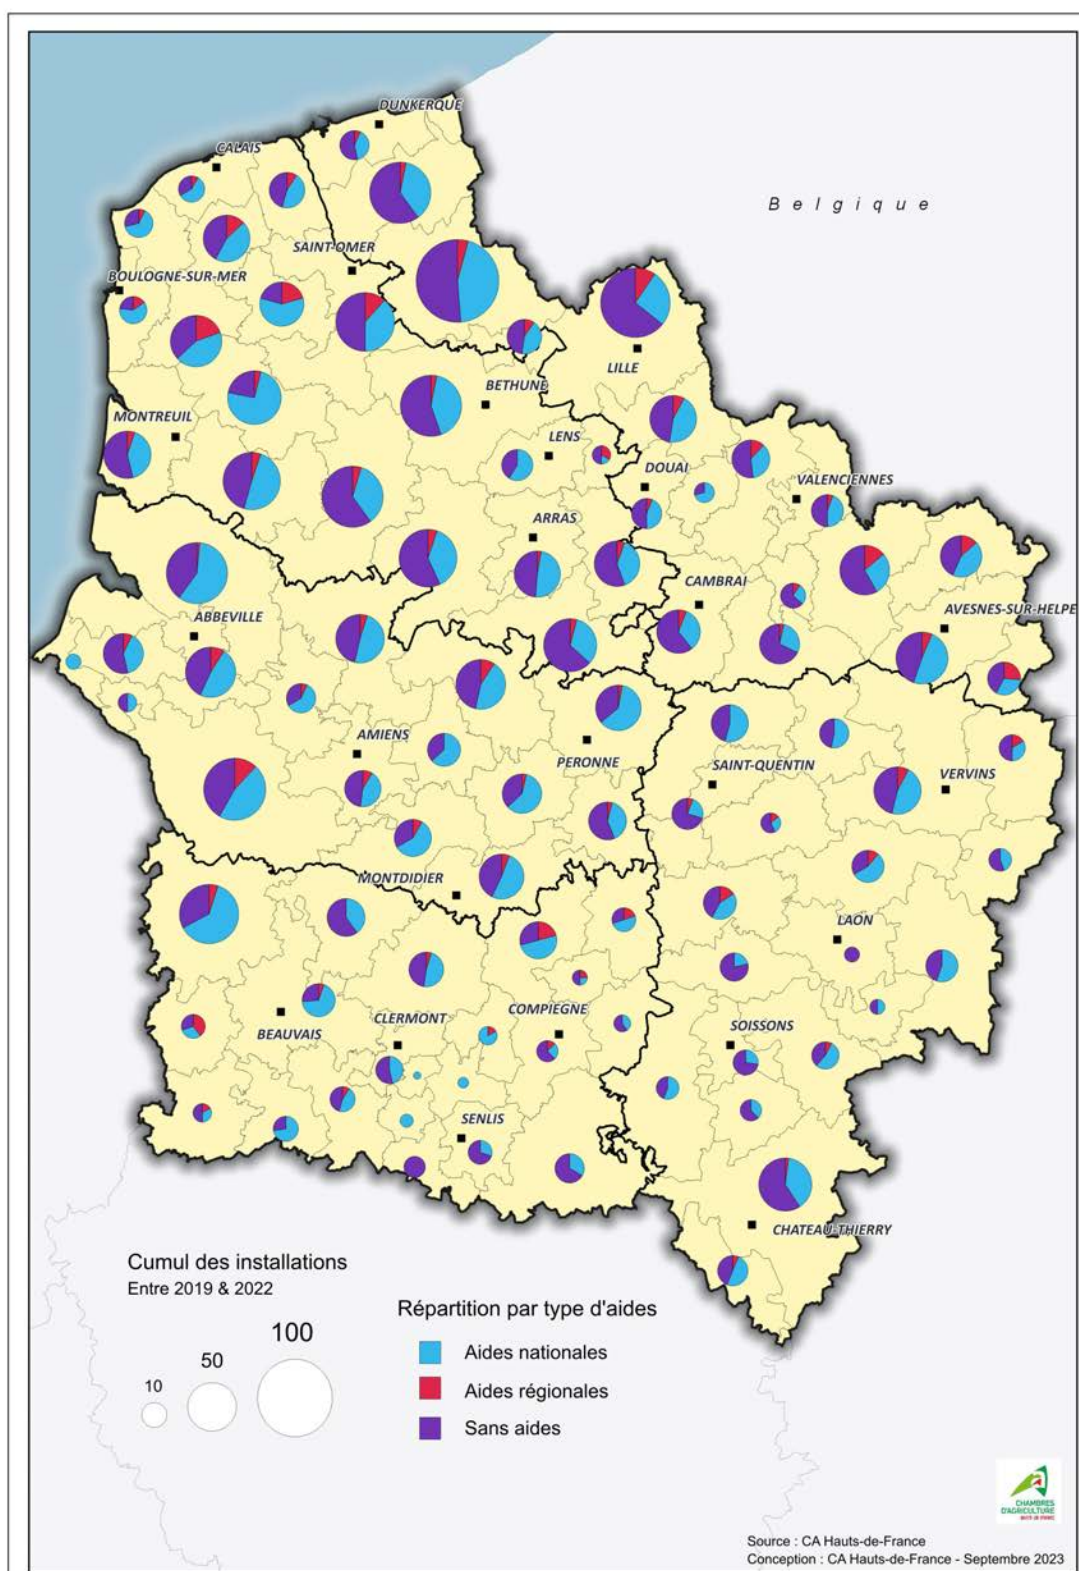 DUNKERQUE
CALAIS
Belgique
SAINT-OMER
BOULOGNE-SUR-MER
LILLE
BETHUNE
MONTREUIL
LENS
DOUAI
VALENCIENNES
ARRAS
CAMBRAI
AVESNES-SUR-HELPE
ABBEVILLE
AMIENS
PERONNE
SAINT-QUENTIN
VERVINS
MONTDIDIER
LAON
COMPIEGNE
CLERMONT
SOISSONS
BEAUVAIS
SENLIS
CHATEAU-THIERRY
Cumul des installations
Entre 2019 & 2022
10
50
100
Répartition par type d'aides
Aides nationales
Aides régionales
Sans aides
CHAMBRES
D'AGRICULTURE
HAUTS-DE-FRANCE
Source : CA Hauts-de-France
Conception : CA Hauts-de-France - Septembre 2023